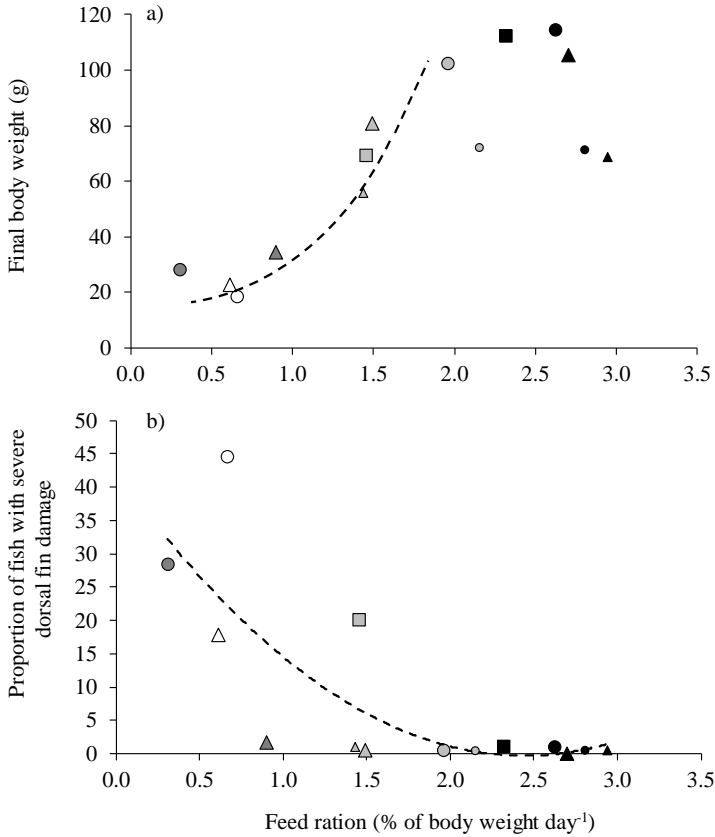 a)
Final body weight (g)
120
100
80
60
40
20
0
0.0 0.5 1.0 1.5 2.0 2.5 3.0 3.5
b)
Proportion of fish with severe
dorsal fin damage
50
45
40
35
30
25
20
15
10
5
0
0.0 0.5 1.0 1.5 2.0 2.5 3.0 3.5
Feed ration (% of body weight day⁻¹)